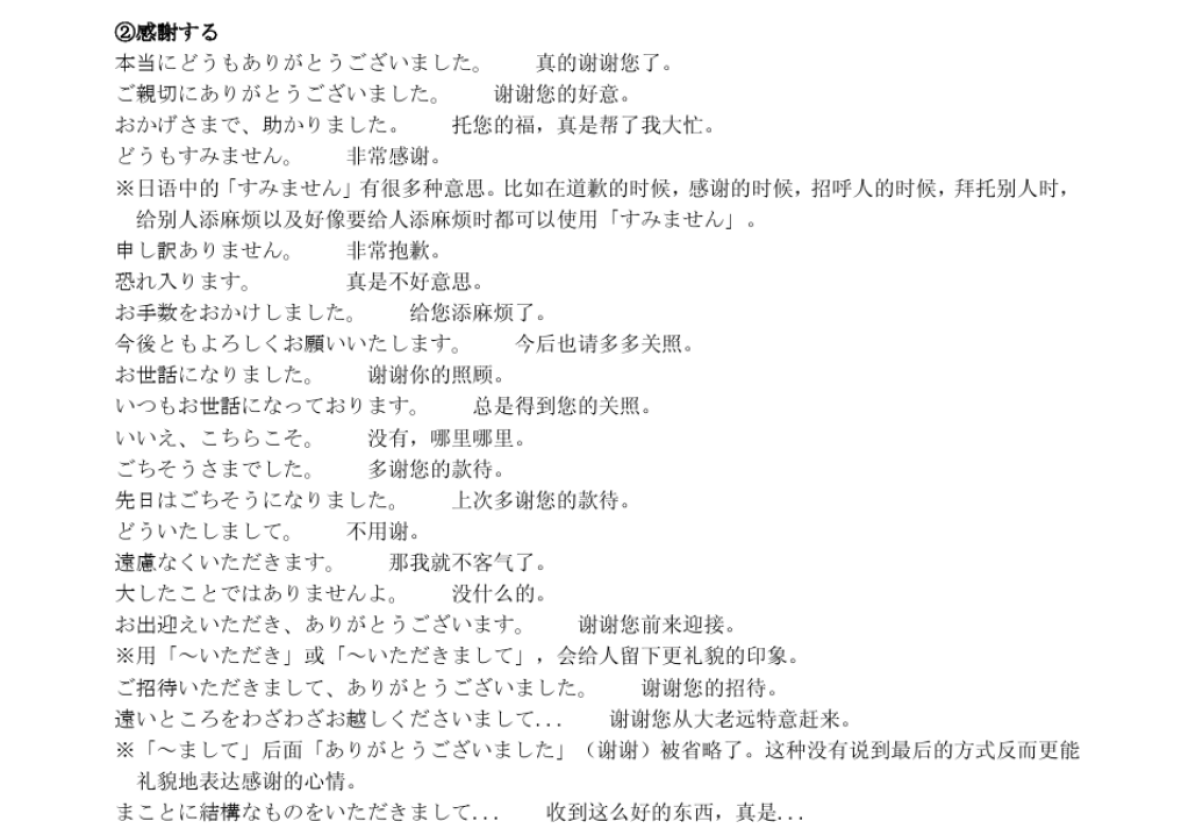 ②感謝する
本当にどうもありがとうございました。 真的谢谢您了。
ご親切にありがとうございました。 谢谢您的好意。
おかげさまで、助かりました。 托您的福，真是帮了我大忙。
どうもすみません。 非常感谢。
※日语中的「すみません」有很多种意思。比如在道歉的时候，感谢的时候，招呼人的时候，拜托别人时，
给别人添麻烦以及好像要给人添麻烦时都可以使用「すみません」。
申し訳ありません。 非常抱歉。
恐れ入ります。 真是不好意思。
お手数をおかけしました。 给您添麻烦了。
今後ともよろしくお願いいたします。 今后也请多多关照。
お世話になりました。 谢谢你的照顾。
いつもお世話になっております。 总是得到您的关照。
いいえ、こちらこそ。 没有，哪里哪里。
ごちそうさまでした。 多谢您的款待。
先日はごちそうになりました。 上次多谢您的款待。
どういたしまして。 不用谢。
遠慮なくいただきます。 那我就不客气了。
大したことではありませんよ。 没什么的。
お出迎えいただき、ありがとうございます。 谢谢您前来迎接。
※用「～いただき」或「～いただきまして」，会给人留下更礼貌的印象。
ご招待いただきまして、ありがとうございました。 谢谢您的招待。
遠いところをわざわざお越しくださいまして... 谢谢您从大老远特意赶来。
※「～まして」后面「ありがとうございました」（谢谢）被省略了。这种没有说到最后的方式反而更能
礼貌地表达感谢的心情。
まことに結構なものをいただきまして... 收到这么好的东西，真是...